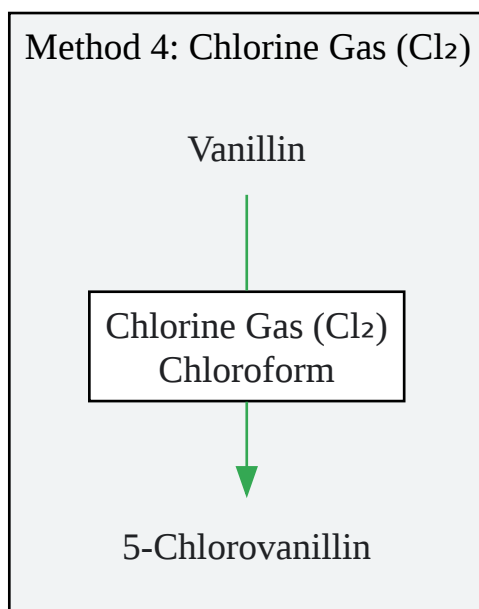 Method 4: Chlorine Gas (Cl₂)
Vanillin
Chlorine Gas (Cl₂)
Chloroform
5-Chlorovanillin